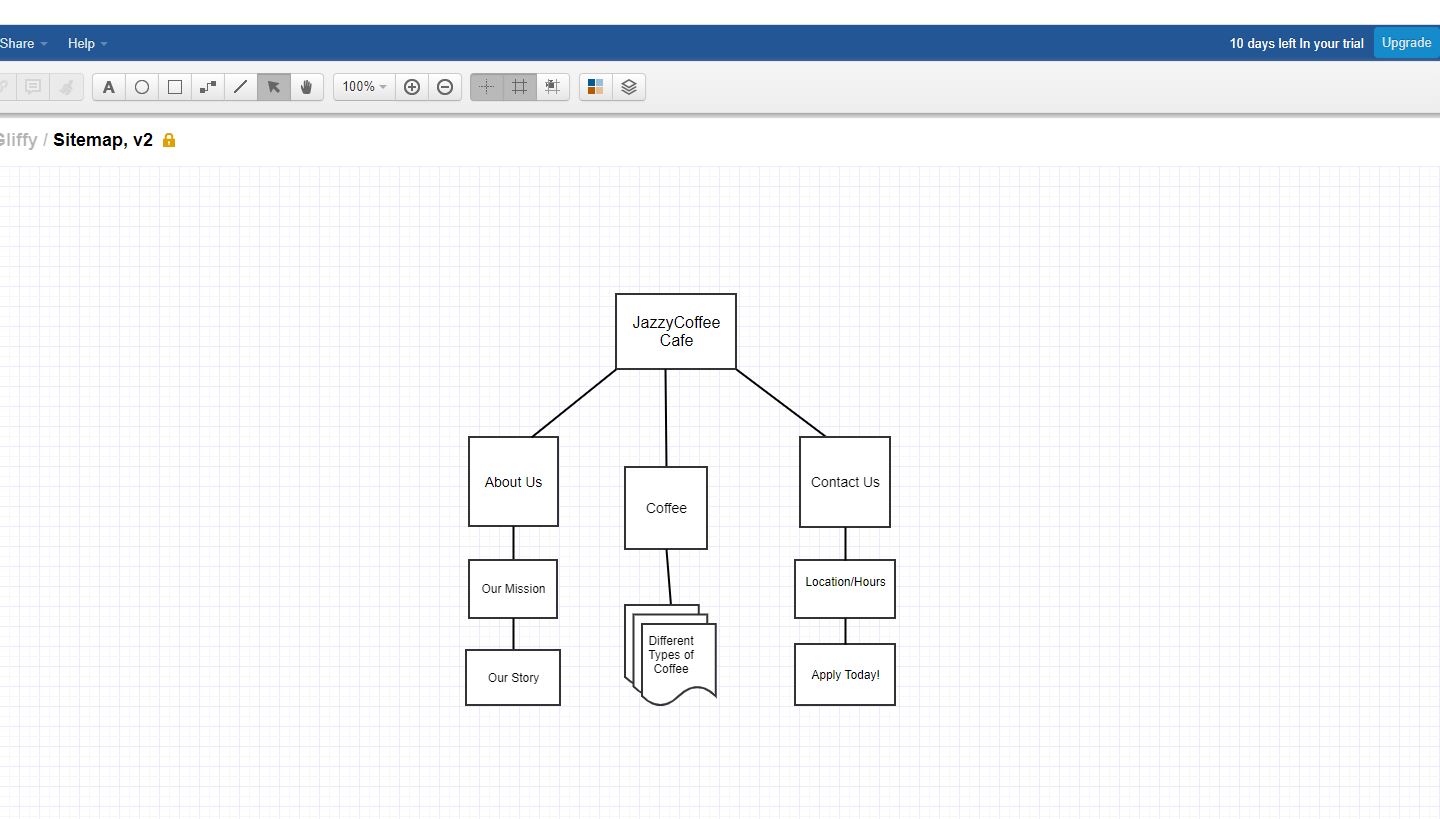 Share Help 10 days left In your trial Upgrade
A 100%
Gliffy / Sitemap, v2
JazzyCoffee
Cafe
About Us
Coffee
Contact Us
Our Mission
Location/Hours
Different
Types of
Coffee
Our Story
Apply Today!